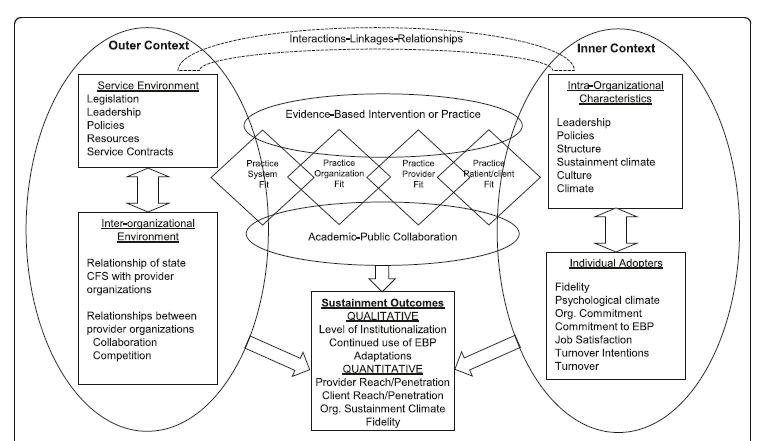 Interactions-Linkages-Relationships
Outer Context
Inner Context
Service Environment
Legislation
Leadership
Policies
Resources
Service Contracts
Inter-organizational
Environment
Relationship of state
CFS with provider
organizations
Relationships between
provider organizations
Collaboration
Competition
Evidence-Based Intervention or Practice
Practice
System
Fit
Practice
Organization
Fit
Practice
Provider
Fit
Practice
Patient/client
Fit
Academic-Public Collaboration
Sustainment Outcomes
QUALITATIVE
Level of Institutionalization
Continued use of EBP
Adaptations
QUANTITATIVE
Provider Reach/Penetration
Client Reach/Penetration
Org. Sustainment Climate
Fidelity
Intra-Organizational
Characteristics
Leadership
Policies
Structure
Sustainment climate
Culture
Climate
Individual Adopters
Fidelity
Psychological climate
Org. Commitment
Commitment to EBP
Job Satisfaction
Turnover Intentions
Turnover